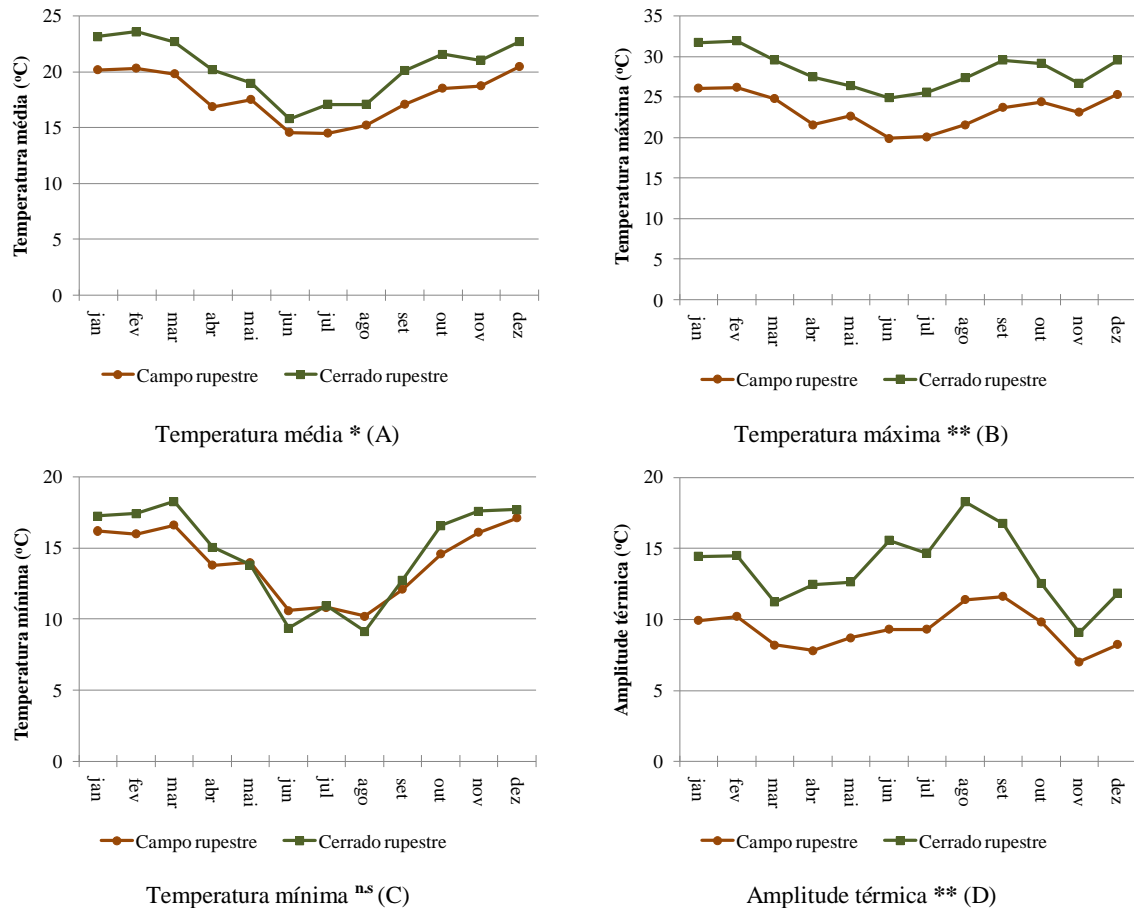 Temperatura média (ºC)
25
20
15
10
5
0
jan fev mar abr mai jun jul ago set out nov dez
Campo rupestre Cerrado rupestre
Temperatura média * (A)
Temperatura máxima (ºC)
35
30
25
20
15
10
5
0
jan fev mar abr mai jun jul ago set out nov dez
Campo rupestre Cerrado rupestre
Temperatura máxima ** (B)
Temperatura mínima (ºC)
20
15
10
5
0
jan fev mar abr mai jun jul ago set out nov dez
Campo rupestre Cerrado rupestre
Temperatura mínima n.s (C)
Amplitude térmica (ºC)
20
15
10
5
0
jan fev mar abr mai jun jul ago set out nov dez
Campo rupestre Cerrado rupestre
Amplitude térmica ** (D)